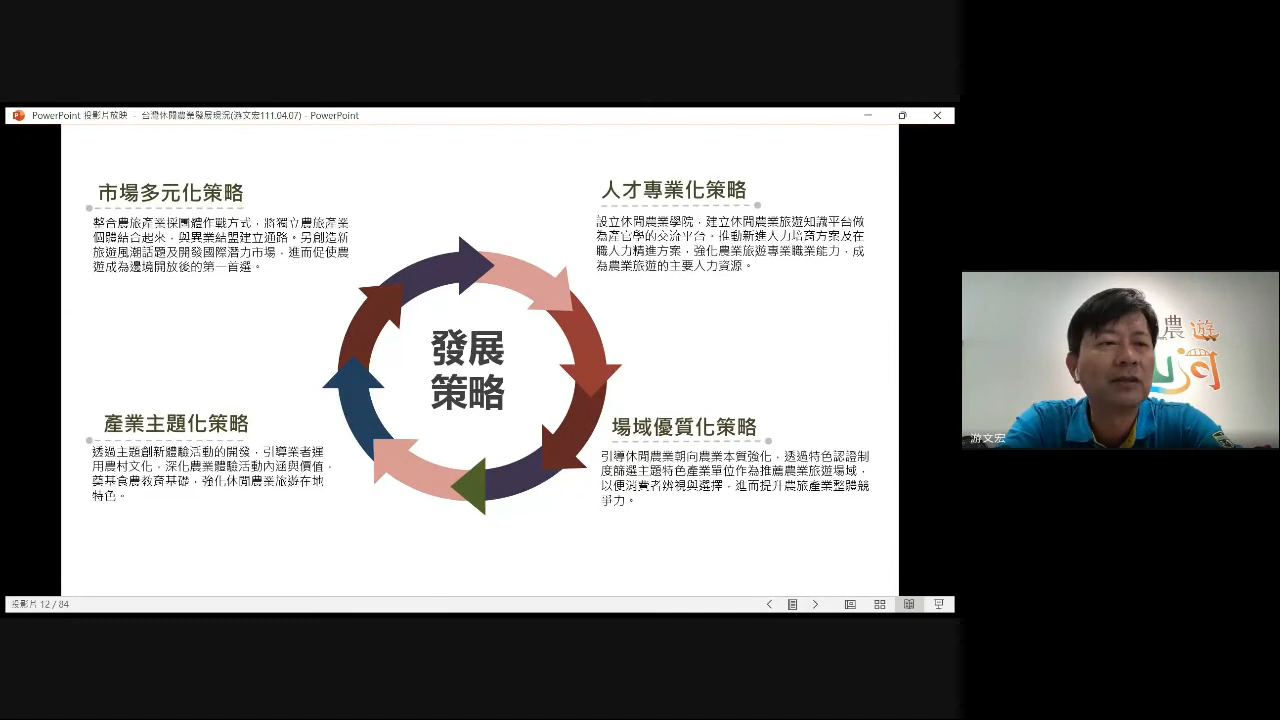 PowerPoint 投影片放映 - 台灣休閒農業發展現況(游文宏111.04.07) - PowerPoint
市場多元化策略
整合農旅產業採團體作戰方式，將獨立農旅產業
個體結合起來，與異業結盟建立通路。另創造新
旅遊風潮話題及開發國際潛力市場，進而促使農
遊成為邊境開放後的第一首選。
人才專業化策略
設立休閒農業學院，建立休閒農業旅遊知識平台做
為產官學的交流平台。推動新進人力培育方案及在
職人力精進方案，強化農業旅遊專業職業能力，成
為農業旅遊的主要人力資源。
發展
策略
產業主題化策略
透過主題創新體驗活動的開發，引導業者運
用農村文化，深化農業體驗活動內涵與價值，
奠基食農教育基礎，強化休閒農業旅遊在地
特色。
場域優質化策略
引導休閒農業朝向農業本質強化，透過特色認證制
度篩選主題特色產業單位作為推薦農業旅遊場域，
以便消費者辨視與選擇，進而提升農旅產業整體競
爭力。
投影片 12 / 84
農遊
河
游文宏